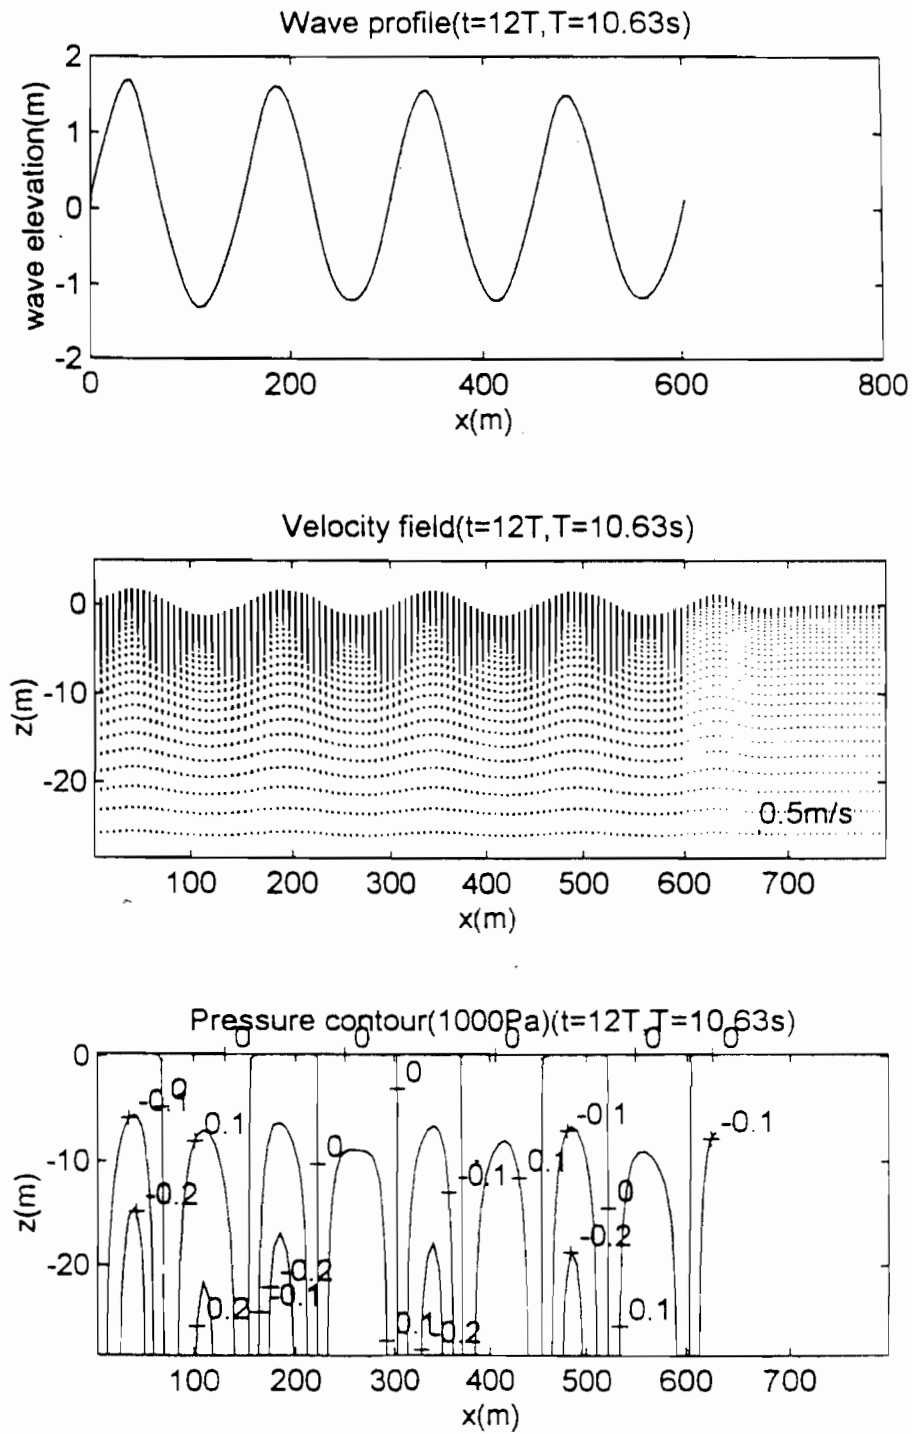 Wave profile(t=12T,T=10.63s)
2
1
0
-1
-2
wave elevation(m)
0 200 400 600 800
x(m)
Velocity field(t=12T,T=10.63s)
0
-10
-20
z(m)
0.5m/s
100 200 300 400 500 600 700
x(m)
Pressure contour(1000Pa)(t=12T,T=10.63s)
0 0 0 0 0
0
-10
-20
z(m)
-0.1 0 0.1 0 0 -0.1 -0.1
-0.2 0 -0.1 0.1 0
-0.2 -0.2
0.2 -0.1 0.1 -0.2 0.1
100 200 300 400 500 600 700
x(m)